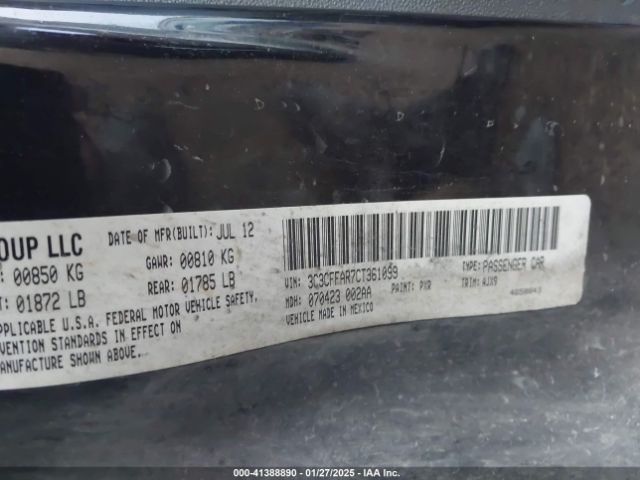 OUP LLC DATE OF MFR(BUILT): JUL 12
00850 KG GAWR: 00810 KG
01872 LB REAR: 01785 LB
APPLICABLE U.S.A. FEDERAL MOTOR VEHICLE SAFETY,
VENTION STANDARDS IN EFFECT ON
MANUFACTURE SHOWN ABOVE.
VIN: 3C3CFFAR7CT361099 TYPE: PASSENGER CAR
MDH: 070423 002AA PAINT: PXR TRIM: AJX9
VEHICLE MADE IN MEXICO
000-41388890 | 01/27/2025 | IAA Inc.